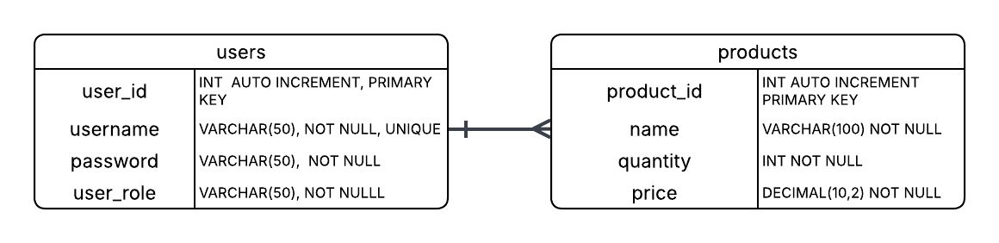 users
user_id
INT  AUTO INCREMENT, PRIMARY
KEY
username
VARCHAR(50), NOT NULL, UNIQUE
password
VARCHAR(50),  NOT NULL
user_role
VARCHAR(50), NOT NULLL
products
product_id
INT AUTO INCREMENT
PRIMARY KEY
name
VARCHAR(100) NOT NULL
quantity
INT NOT NULL
price
DECIMAL(10,2) NOT NULL